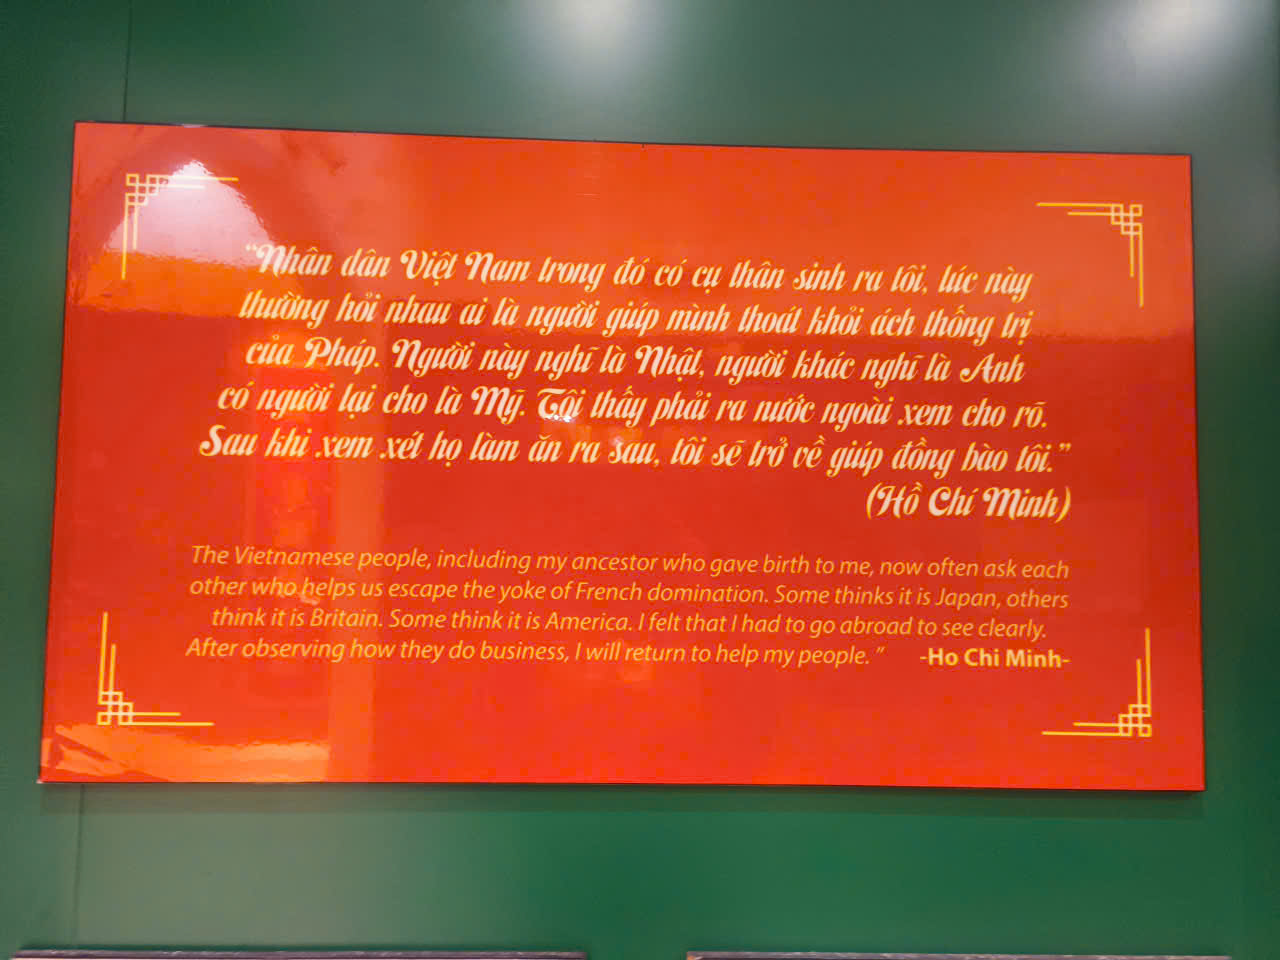 “Nhân dân Việt Nam trong đó có cụ thân sinh ra tôi, lúc này
thường hỏi nhau ai là người giúp mình thoát khỏi ách thống trị
của Pháp. Người này nghĩ là Nhật, người khác nghĩ là Anh
có người lại cho là Mỹ. Tôi thấy phải ra nước ngoài xem cho rõ.
Sau khi xem xét họ làm ăn ra sau, tôi sẽ trở về giúp đồng bào tôi.”
(Hồ Chí Minh)
The Vietnamese people, including my ancestor who gave birth to me, now often ask each
other who helps us escape the yoke of French domination. Some thinks it is Japan, others
think it is Britain. Some think it is America. I felt that I had to go abroad to see clearly.
After observing how they do business, I will return to help my people. ” -Ho Chi Minh-